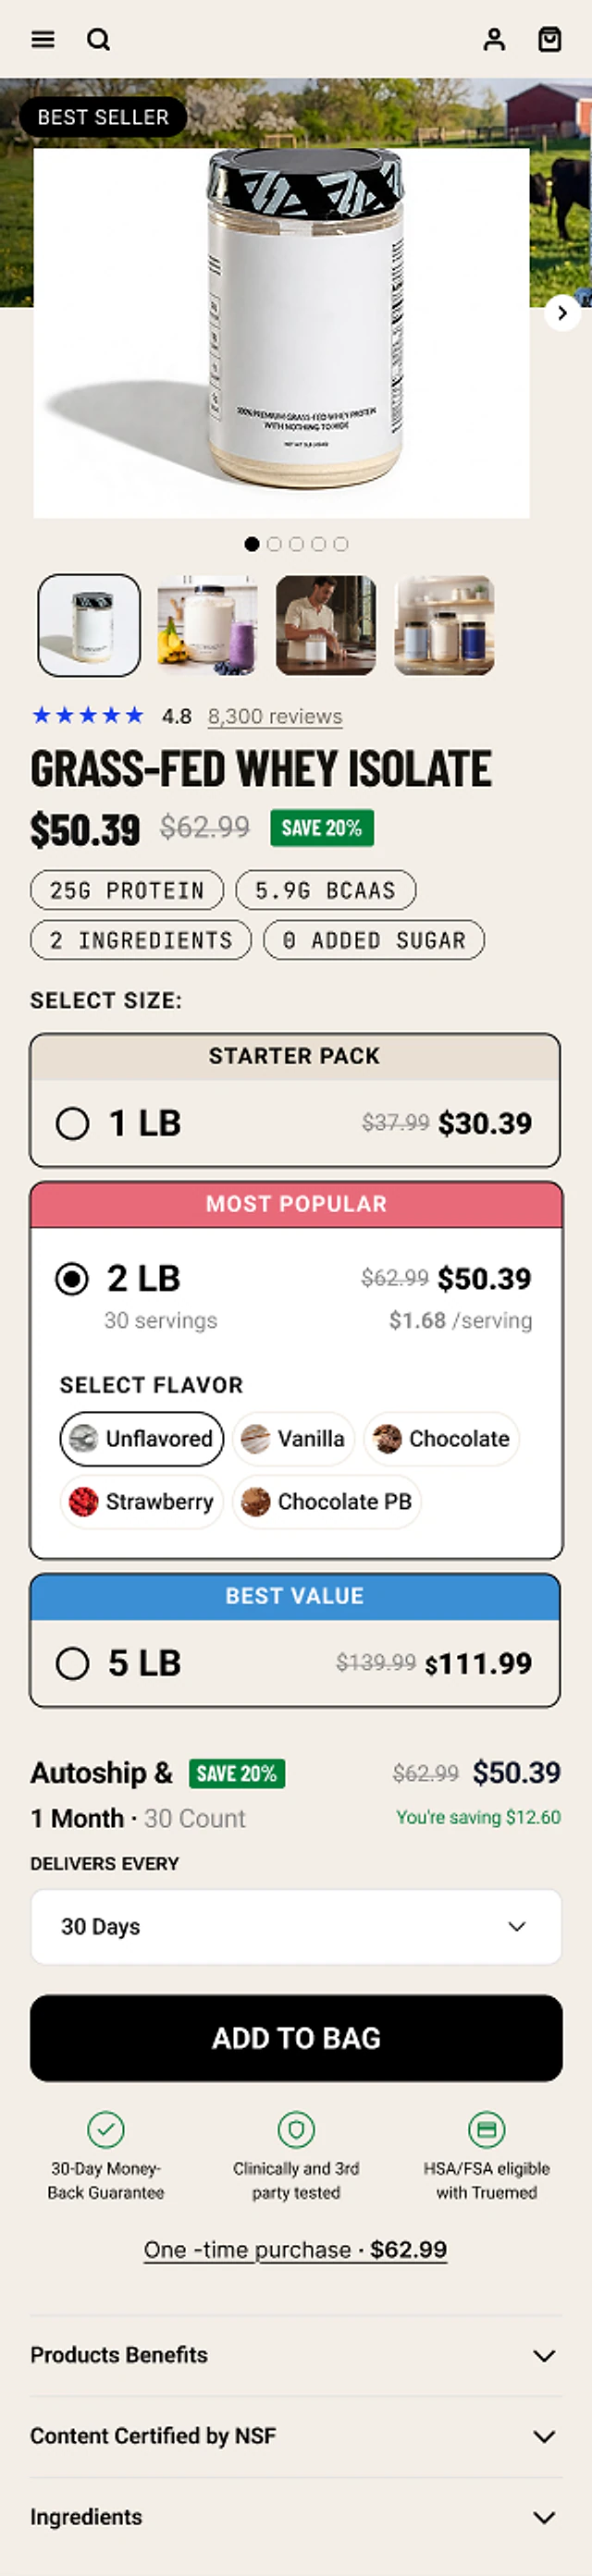 BEST SELLER
100% PREMIUM GRASS-FED WHEY PROTEIN
WITH NOTHING TO HIDE
4.8 8,300 reviews
GRASS-FED WHEY ISOLATE
$50.39 $62.99 SAVE 20%
25G PROTEIN 5.9G BCAAS
2 INGREDIENTS 0 ADDED SUGAR
SELECT SIZE:
STARTER PACK
1 LB $37.99 $30.39
MOST POPULAR
2 LB $62.99 $50.39
30 servings $1.68 /serving
SELECT FLAVOR
Unflavored Vanilla Chocolate
Strawberry Chocolate PB
BEST VALUE
5 LB $139.99 $111.99
Autoship & SAVE 20% $62.99 $50.39
1 Month · 30 Count You're saving $12.60
DELIVERS EVERY
30 Days
ADD TO BAG
30-Day Money-
Back Guarantee
Clinically and 3rd
party tested
HSA/FSA eligible
with Truemed
One -time purchase · $62.99
Products Benefits
Content Certified by NSF
Ingredients